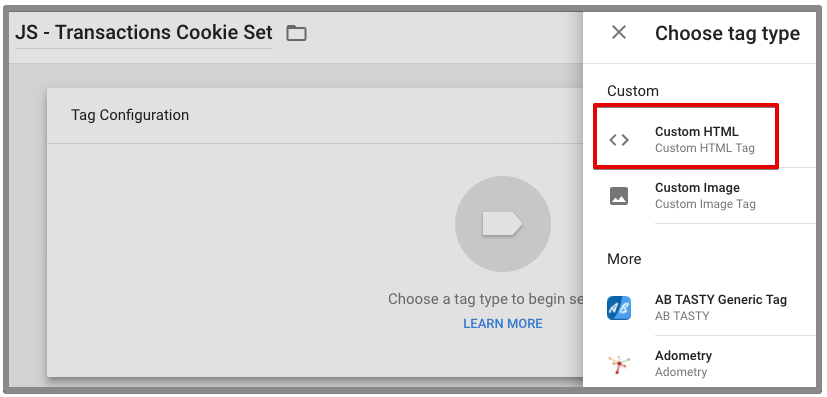 JS - Transactions Cookie Set
Tag Configuration
Choose a tag type to begin se
LEARN MORE
Choose tag type
Custom
Custom HTML
Custom HTML Tag
Custom Image
Custom Image Tag
More
AB
AB TASTY Generic Tag
AB TASTY
Adometry
Adometry